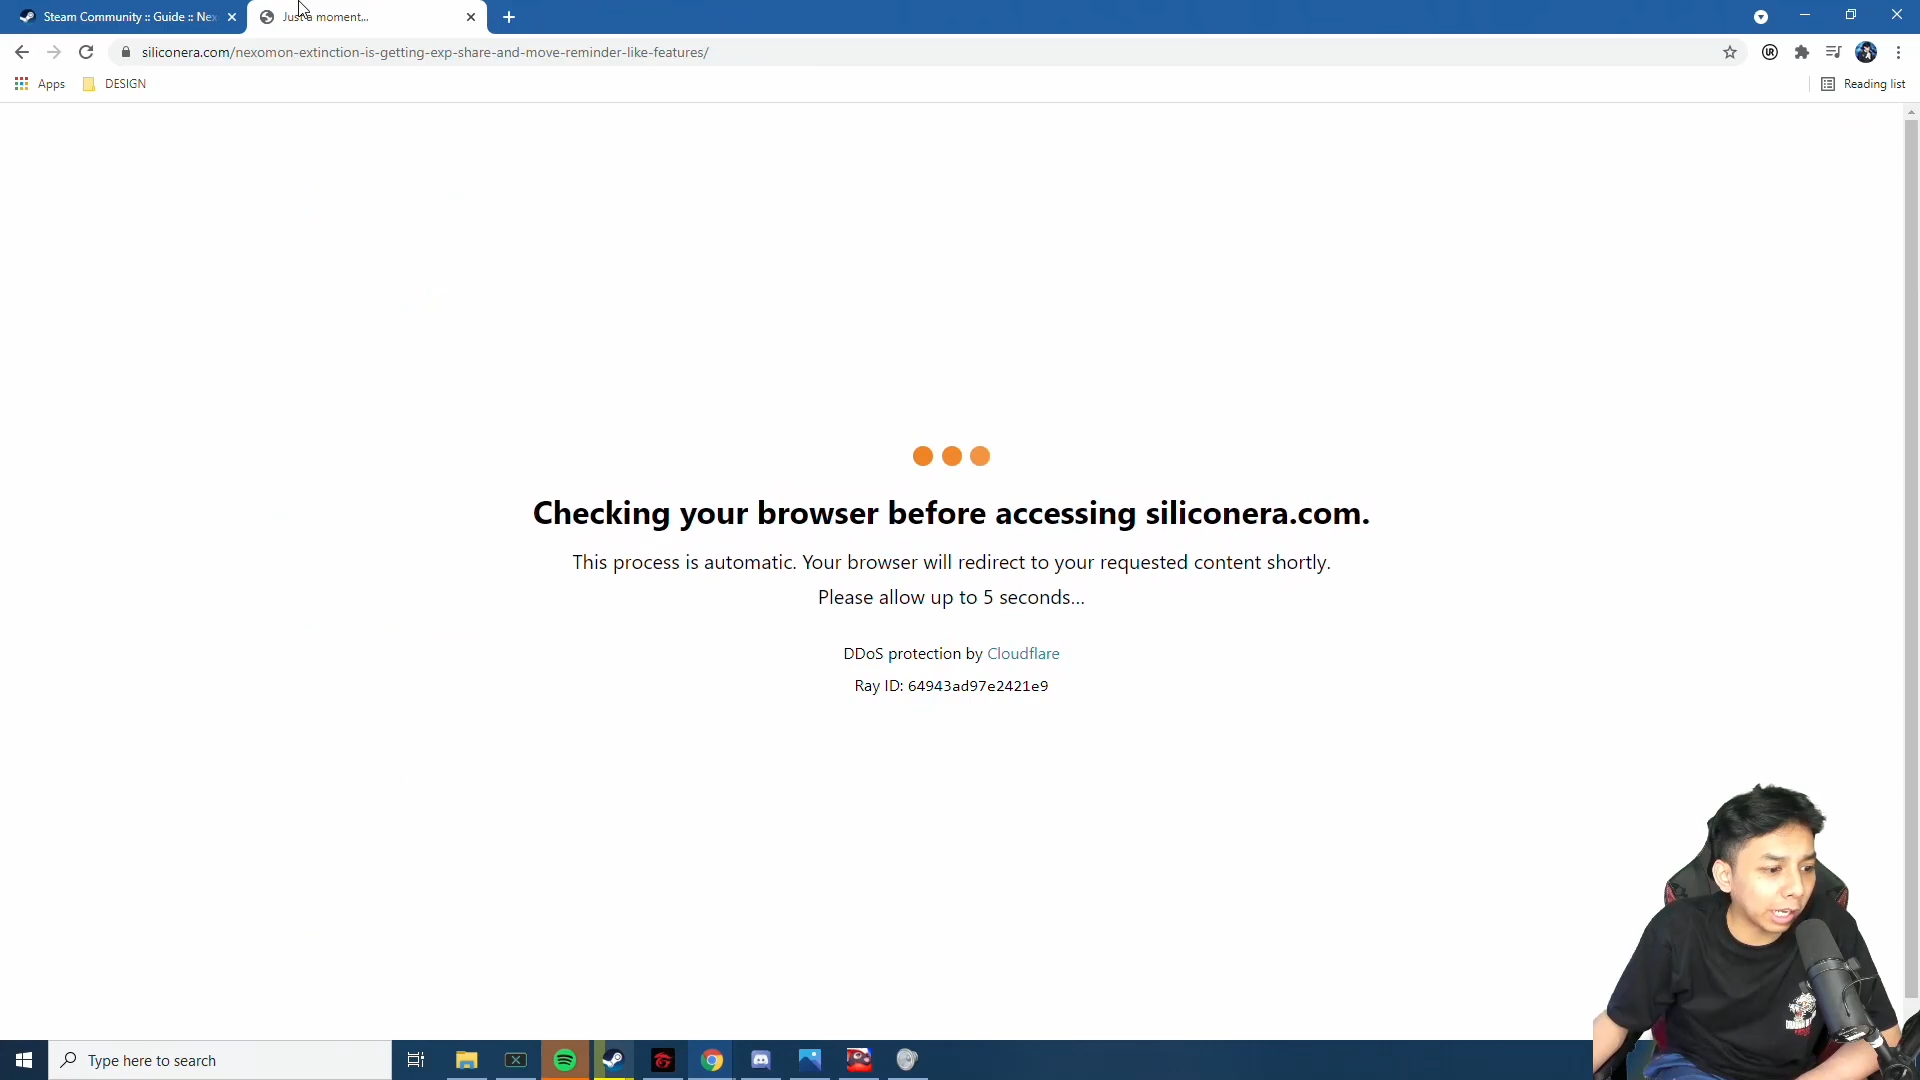 Steam Community :: Guide :: Nex
Just a moment...
siliconera.com/nexomon-extinction-is-getting-exp-share-and-move-reminder-like-features/
Apps
DESIGN
Reading list
Checking your browser before accessing siliconera.com.
This process is automatic. Your browser will redirect to your requested content shortly.
Please allow up to 5 seconds...
DDoS protection by Cloudflare
Ray ID: 64943ad97e2421e9
Type here to search